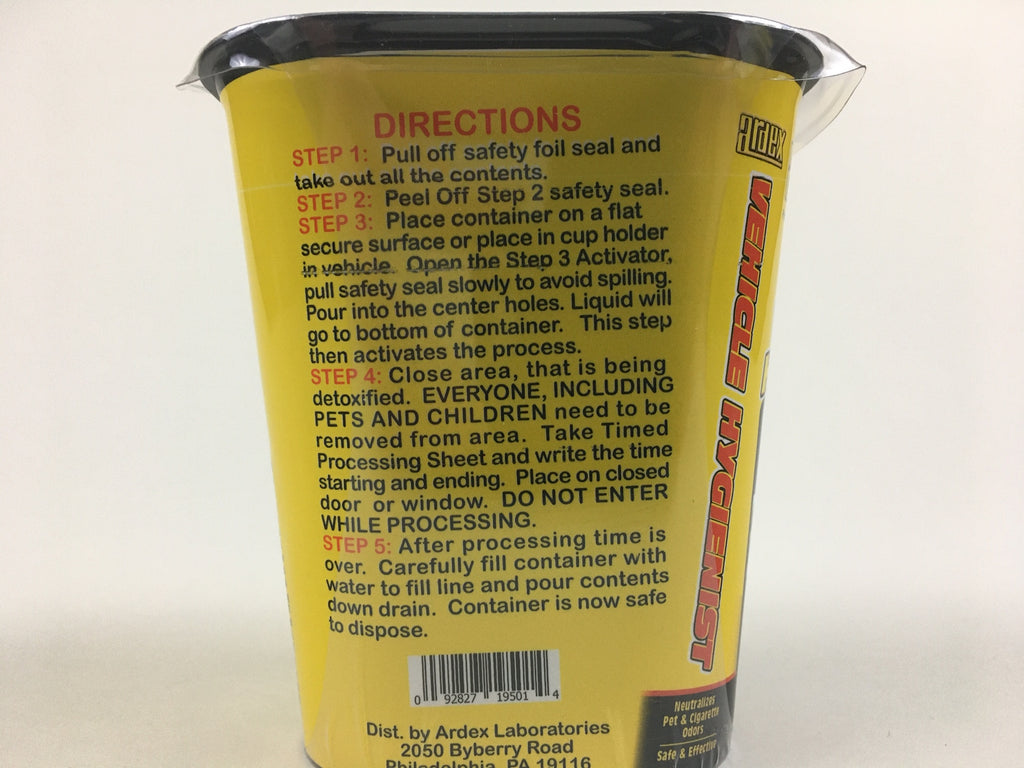 DIRECTIONS
STEP 1: Pull off safety foil seal and
take out all the contents.
STEP 2: Peel Off Step 2 safety seal.
STEP 3: Place container on a flat
secure surface or place in cup holder
in vehicle. Open the Step 3 Activator,
pull safety seal slowly to avoid spilling.
Pour into the center holes. Liquid will
go to bottom of container. This step
then activates the process.
STEP 4: Close area, that is being
detoxified. EVERYONE, INCLUDING
PETS AND CHILDREN need to be
removed from area. Take Timed
Processing Sheet and write the time
starting and ending. Place on closed
door or window. DO NOT ENTER
WHILE PROCESSING.
STEP 5: After processing time is
over. Carefully fill container with
water to fill line and pour contents
down drain. Container is now safe
to dispose.
0 92827 19501 4
Dist. by Ardex Laboratories
2050 Byberry Road
Philadelphia, PA 19116
ardex
VEHICLE HYGIENIST
Neutralizes
Pet & Cigarette
Odors
Safe & Effective